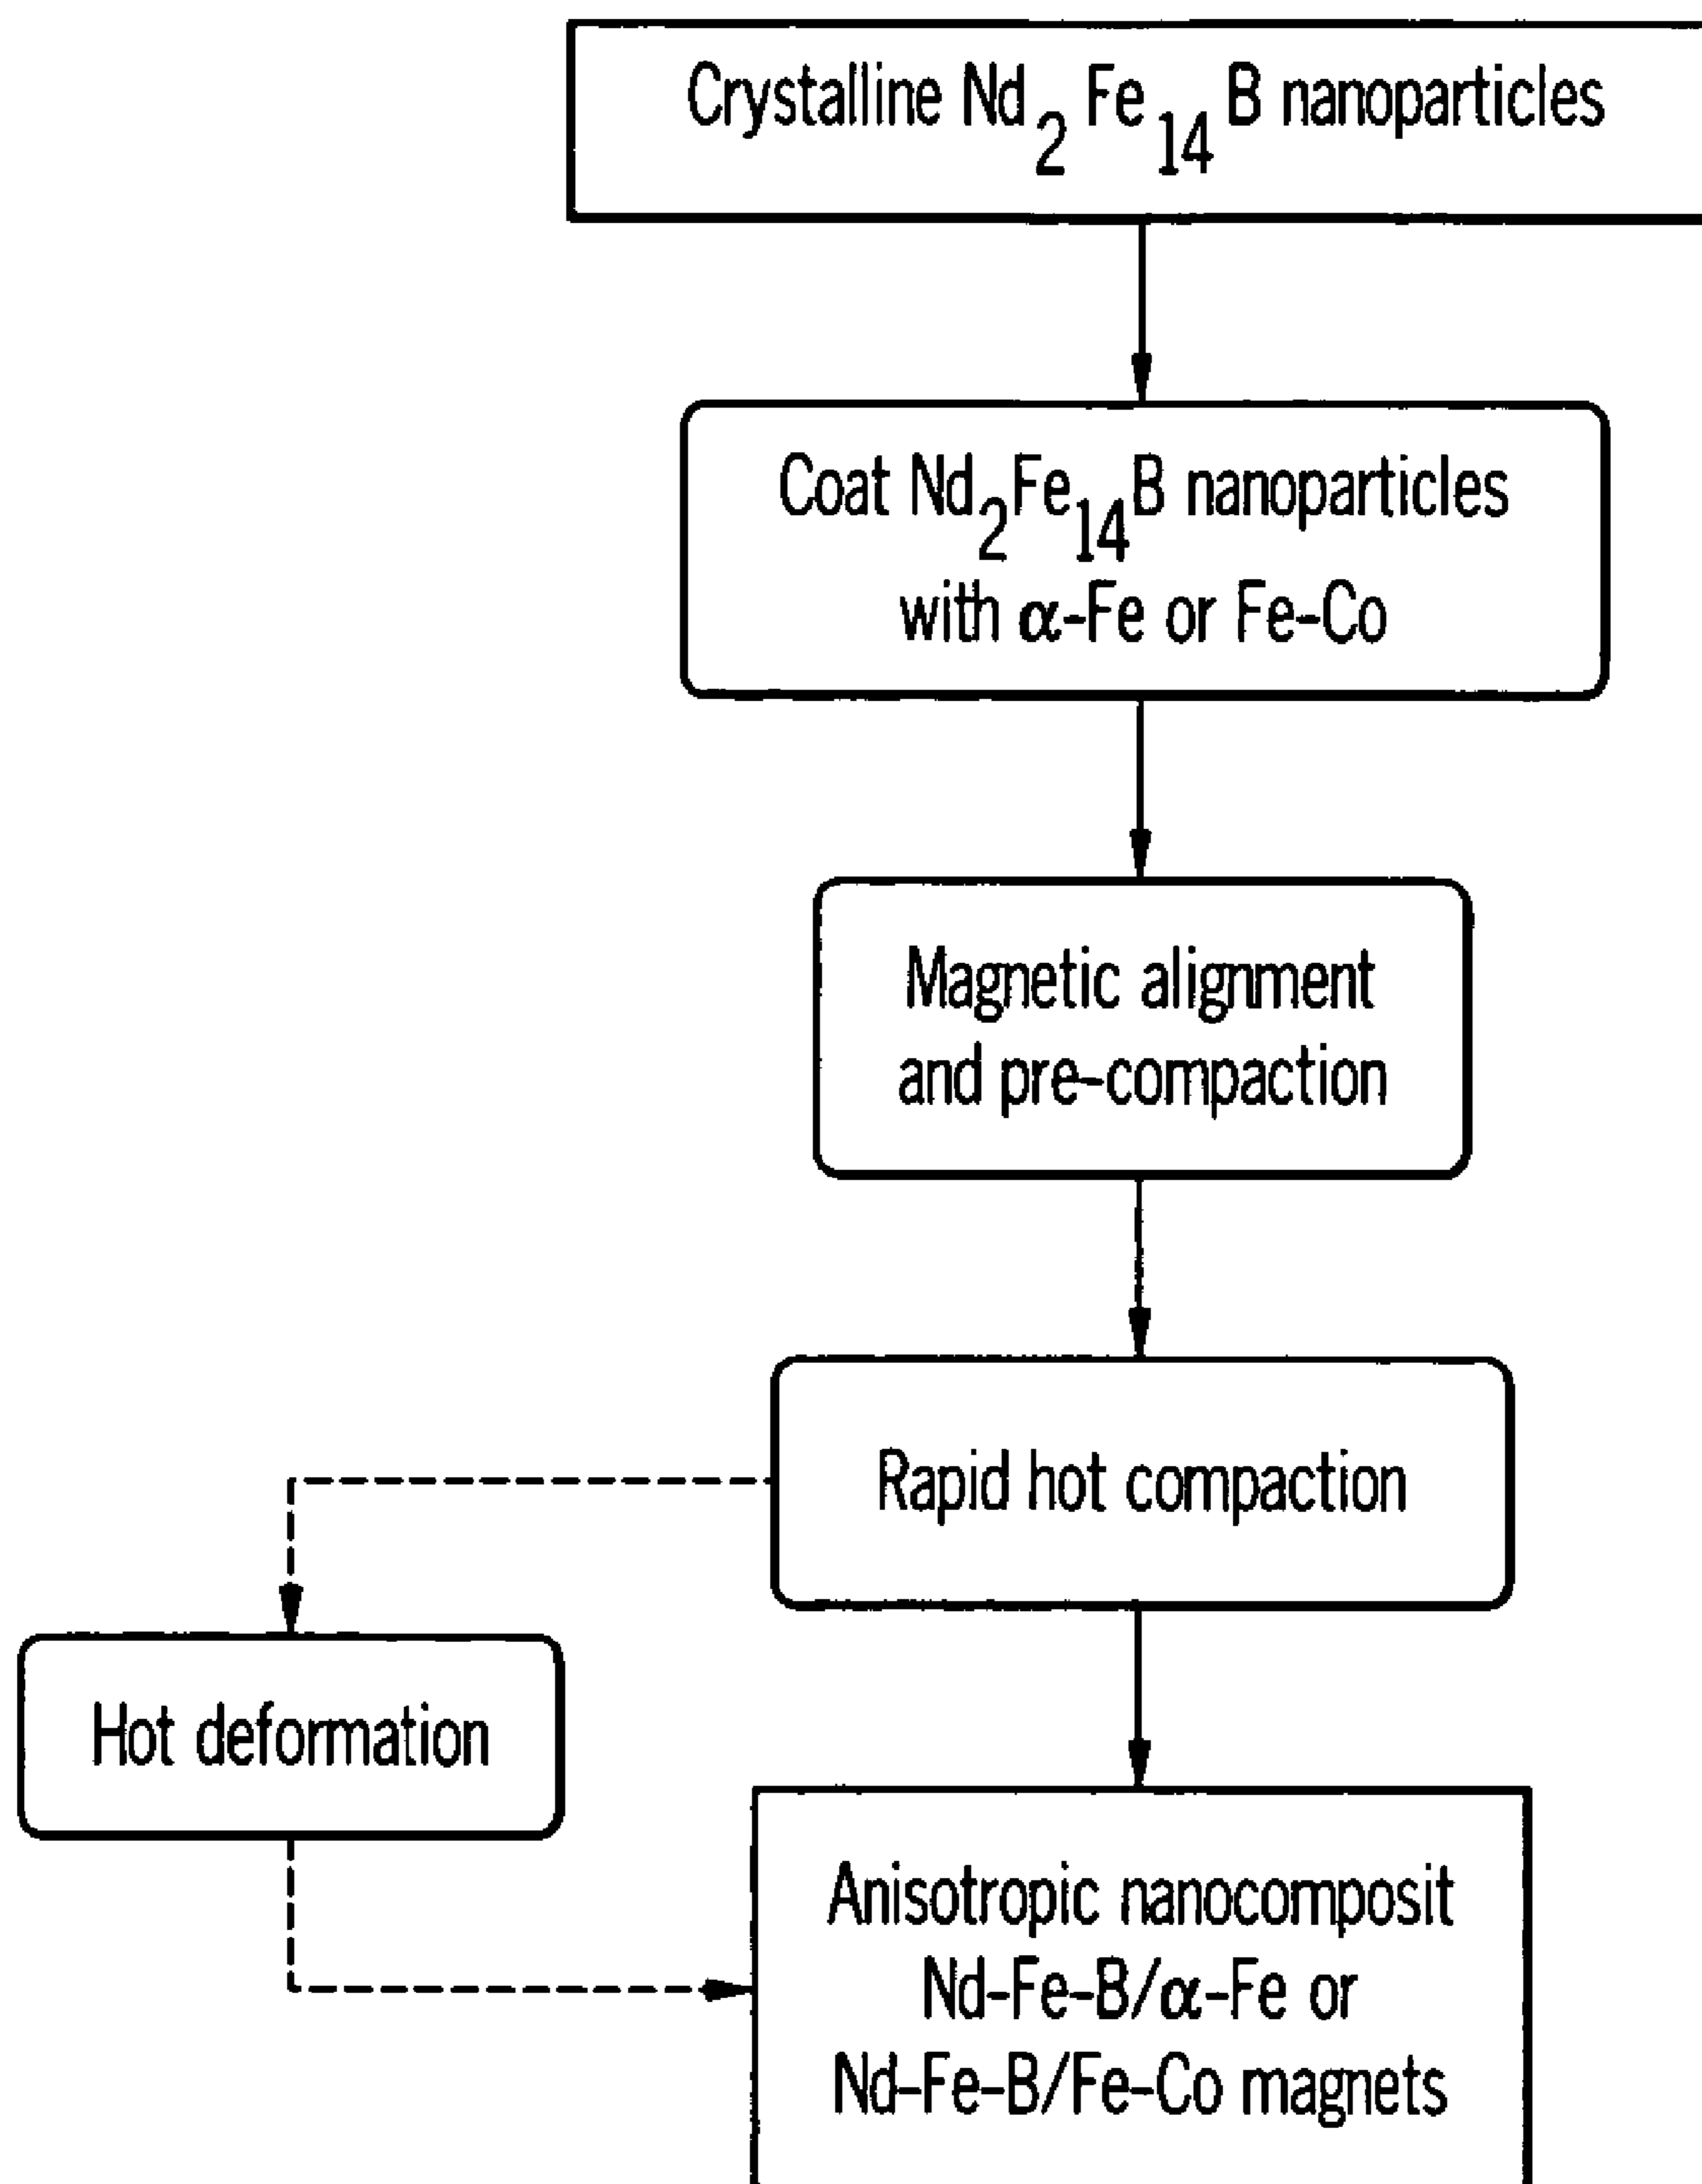 Crystalline Nd2 Fe14 B nanoparticles
Coat Nd2Fe14B nanoparticles
with α-Fe or Fe-Co
Magnetic alignment
and pre-compaction
Rapid hot compaction
Hot deformation
Anisotropic nanocomposit
Nd-Fe-B/α-Fe or
Nd-Fe-B/Fe-Co magnets